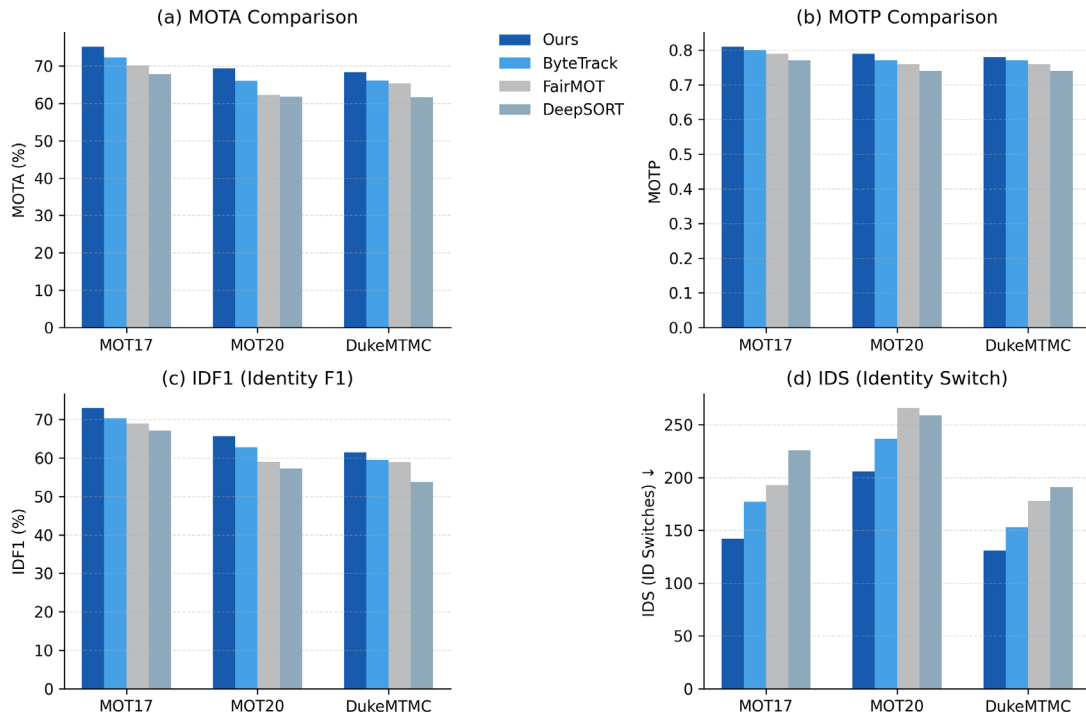 (a) MOTA Comparison
MOTA (%)
70
60
50
40
30
20
10
0
MOT17 MOT20 DukeMTMC
Ours
ByteTrack
FairMOT
DeepSORT
(b) MOTP Comparison
MOTP
0.8
0.7
0.6
0.5
0.4
0.3
0.2
0.1
0.0
MOT17 MOT20 DukeMTMC
(c) IDF1 (Identity F1)
IDF1 (%)
70
60
50
40
30
20
10
0
MOT17 MOT20 DukeMTMC
(d) IDS (Identity Switch)
IDS (ID Switches) ↓
250
200
150
100
50
0
MOT17 MOT20 DukeMTMC